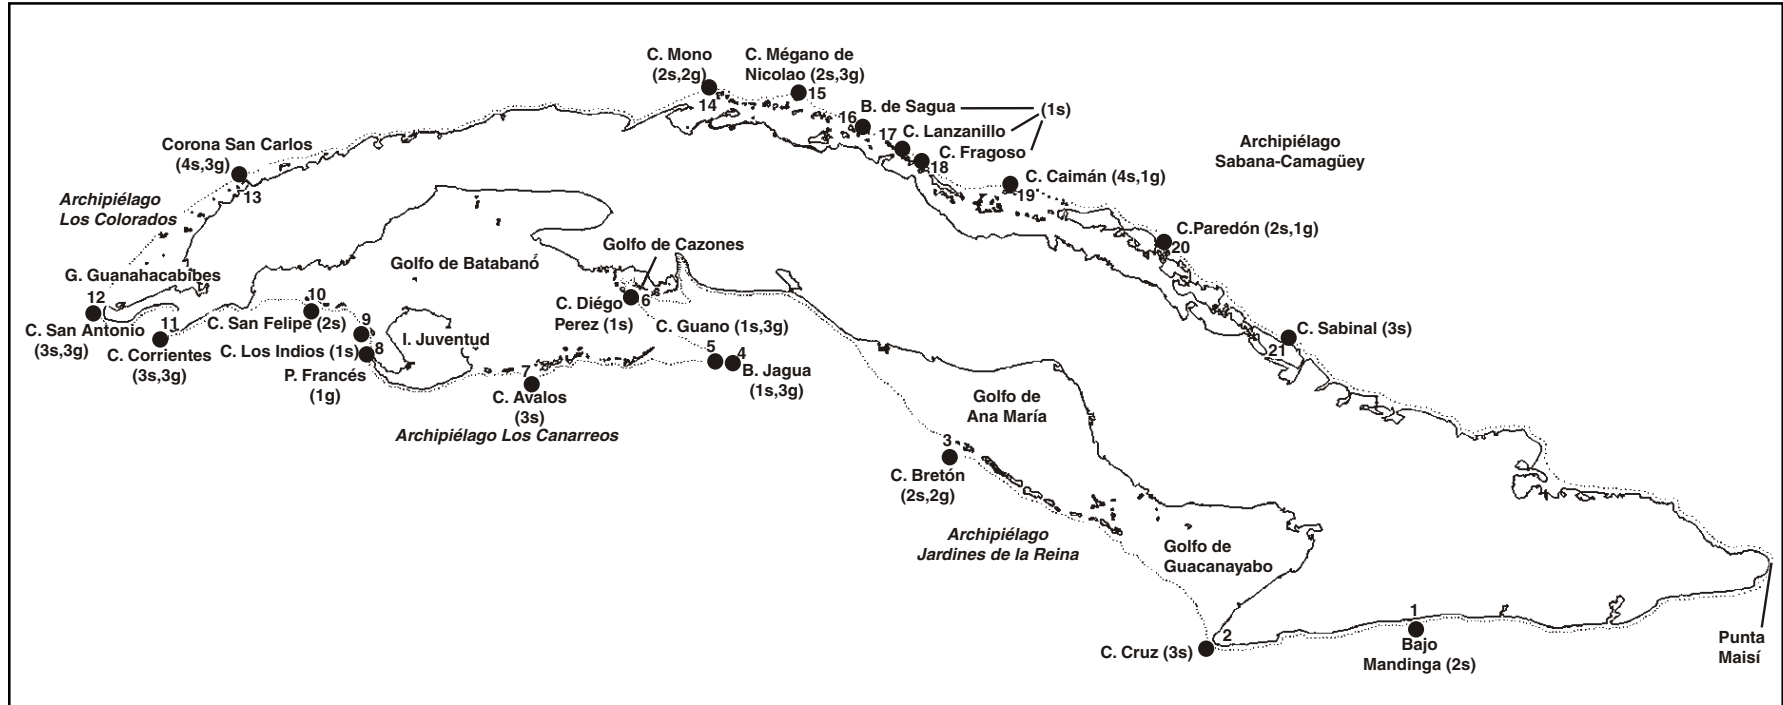 C. Mono
(2s,2g)
14
C. Mégano de
Nicolao (2s,3g)
15
16
B. de Sagua
(1s)
17
C. Lanzanillo
C. Fragoso
18
Archipiélago
Sabana-Camagüey
Corona San Carlos
(4s,3g)
13
C. Caimán (4s,1g)
19
Archipiélago
Los Colorados
C.Paredón (2s,1g)
20
Golfo de Cazones
Golfo de Batabanó
G. Guanahacabibes
12
C. San Antonio
(3s,3g)
11
C. Corrientes
(3s,3g)
10
C. San Felipe (2s)
9
C. Los Indios (1s)
8
I. Juventud
P. Francés
(1g)
C. Diégo
Perez (1s)
6
C. Guano (1s,3g)
5
4
B. Jagua
(1s,3g)
7
C. Avalos
(3s)
Archipiélago Los Canarreos
C. Sabinal (3s)
21
Golfo de
Ana María
3
C. Bretón
(2s,2g)
Archipiélago
Jardines de la Reina
Golfo de
Guacanayabo
C. Cruz (3s)
2
1
Bajo
Mandinga (2s)
Punta
Maisí